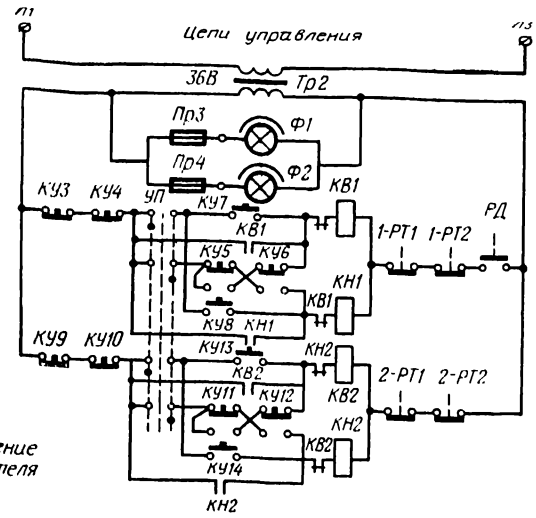 Л1
Л3
Цепи управления
36В
Тр2
Пр3
Ф1
Пр4
Ф2
КУ3
КУ4
УП
КУ7
КВ1
КВ1
1-РТ1
1-РТ2
РД
КУ5
КУ6
КВ1
КН1
КУ8
КН1
КУ9
КУ10
КУ13
КН2
КВ2
КВ2
КУ11
КУ12
КН2
2-РТ1
2-РТ2
КВ2
КУ14
КН2
ение
теля